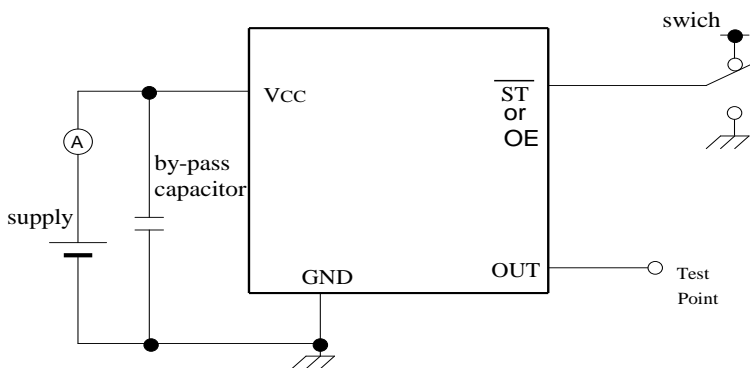 swich
VCC
ST
or
OE
A
by-pass
capacitor
supply
GND
OUT
Test
Point